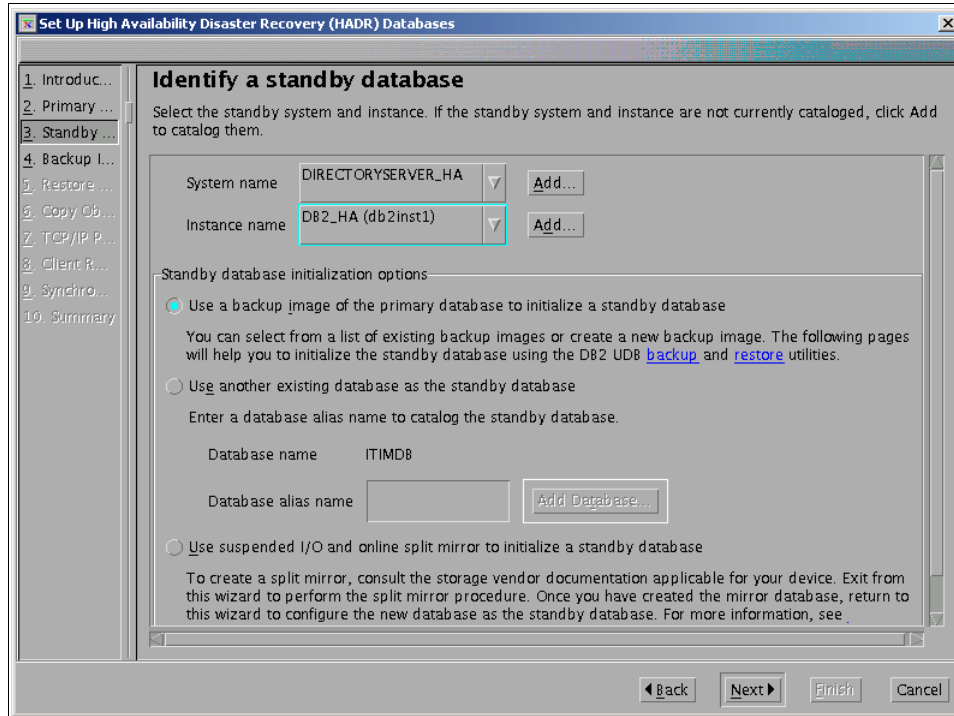 Set Up High Availability Disaster Recovery (HADR) Databases
1. Introduc...
2. Primary ...
3. Standby ...
4. Backup I...
5. Restore ...
6. Copy Ob...
7. TCP/IP P...
8. Client R...
9. Synchro...
10. Summary
Identify a standby database
Select the standby system and instance. If the standby system and instance are not currently cataloged, click Add
to catalog them.
System name DIRECTORYSERVER_HA Add...
Instance name DB2_HA (db2inst1) Add...
Standby database initialization options
Use a backup image of the primary database to initialize a standby database
You can select from a list of existing backup images or create a new backup image. The following pages
will help you to initialize the standby database using the DB2 UDB backup and restore utilities.
Use another existing database as the standby database
Enter a database alias name to catalog the standby database.
Database name ITIMDB
Database alias name Add Database...
Use suspended I/O and online split mirror to initialize a standby database
To create a split mirror, consult the storage vendor documentation applicable for your device. Exit from
this wizard to perform the split mirror procedure. Once you have created the mirror database, return to
this wizard to configure the new database as the standby database. For more information, see .
Back Next Finish Cancel